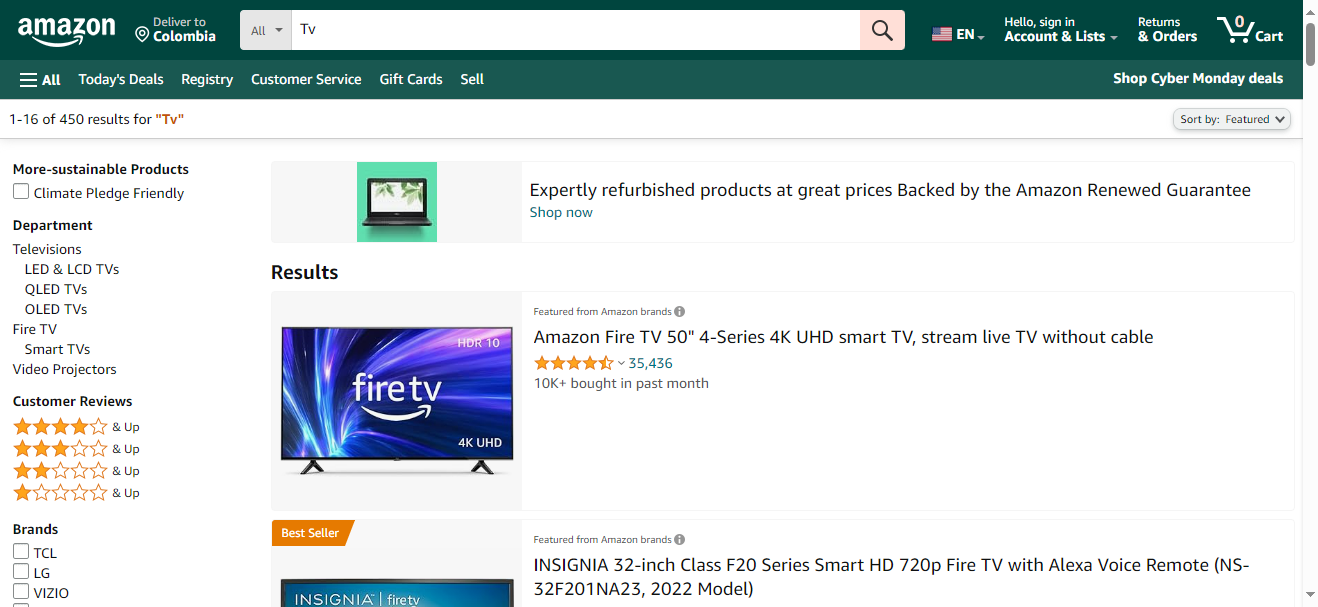 amazon
Deliver to
Colombia
All
Tv
EN
Hello, sign in
Account & Lists
Returns
& Orders
0
Cart
All
Today's Deals
Registry
Customer Service
Gift Cards
Sell
Shop Cyber Monday deals
1-16 of 450 results for "Tv"
Sort by: Featured
More-sustainable Products
Climate Pledge Friendly
Department
Televisions
LED & LCD TVs
QLED TVs
OLED TVs
Fire TV
Smart TVs
Video Projectors
Customer Reviews
& Up
& Up
& Up
& Up
Brands
TCL
LG
VIZIO
Expertly refurbished products at great prices Backed by the Amazon Renewed Guarantee
Shop now
Results
HDR 10
fire tv
4K UHD
Featured from Amazon brands
Amazon Fire TV 50" 4-Series 4K UHD smart TV, stream live TV without cable
35,436
10K+ bought in past month
Best Seller
INSIGNIA™ | fire tv
Featured from Amazon brands
INSIGNIA 32-inch Class F20 Series Smart HD 720p Fire TV with Alexa Voice Remote (NS-
32F201NA23, 2022 Model)